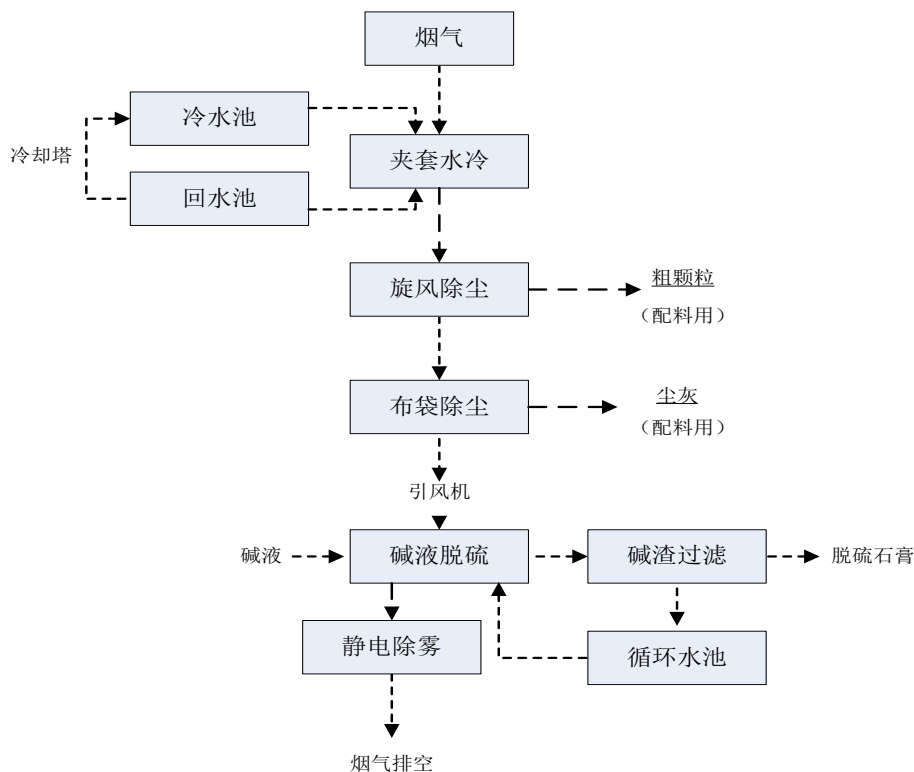 烟气
冷水池
冷却塔
夹套水冷
回水池
旋风除尘
粗颗粒
（配料用）
布袋除尘
尘灰
（配料用）
引风机
碱液
碱液脱硫
碱渣过滤
脱硫石膏
静电除雾
循环水池
烟气排空